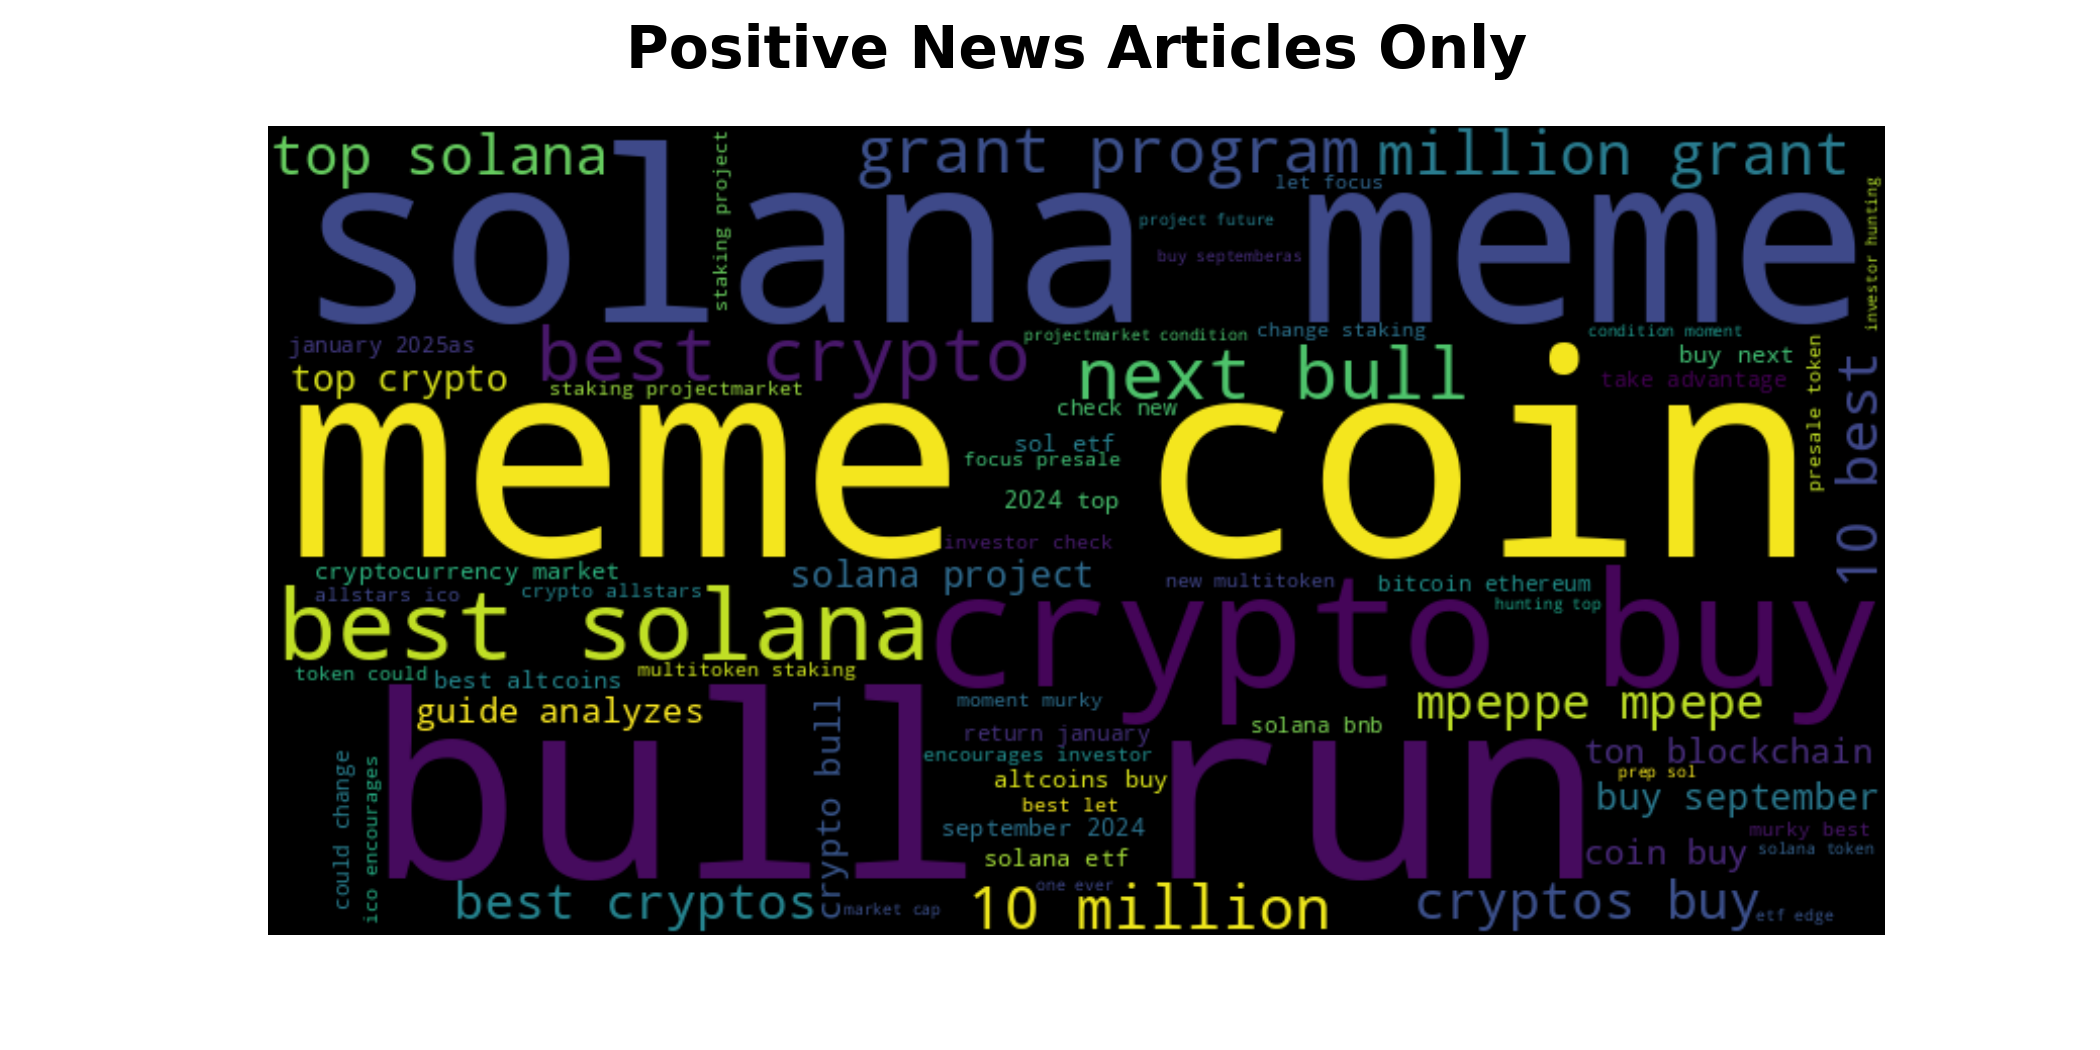 Positive News Articles Only
top solana
staking project
grant program
million grant
let focus
solana meme
project future
buy septemberas
investor hunting
january 2025as
best crypto
projectmarket condition
change staking
condition moment
top crypto
staking projectmarket
next bull
buy next
take advantage
presale token
10 best
check new
meme coin
sol etf
focus presale
2024 top
investor check
cryptocurrency market
solana project
new multitoken
bitcoin ethereum
allstars ico
crypto allstars
hunting top
best solana
crypto buy
token could
best altcoins
multitoken staking
guide analyzes
bull run
crypto bull
moment murky
mpeppe mpepe
solana bnb
return january
ton blockchain
encourages investor
prep sol
altcoins buy
could change
ico encourages
best let
buy september
september 2024
murky best
solana etf
coin buy
solana token
best cryptos
one ever
market cap
10 million
cryptos buy
etf edge